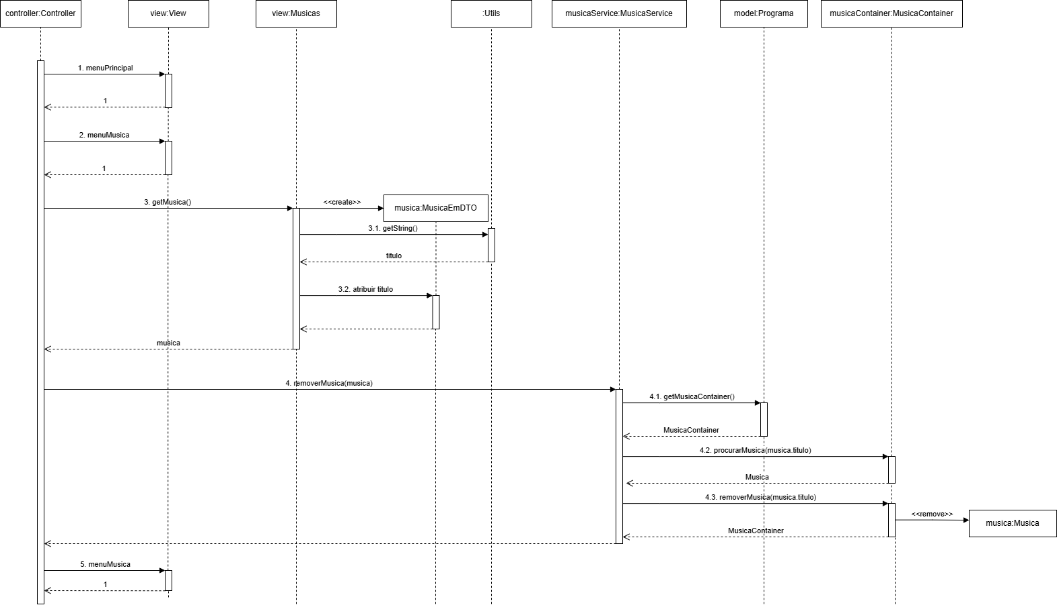 controller:Controller
view:View
view:Musicas
:Utils
musicaService:MusicaService
model:Programa
musicaContainer:MusicaContainer
1. menuPrincipal
1
2. menuMusica
1
3. getMusica()
<<create>>
musica:MusicaEmDTO
3.1. getString()
titulo
3.2. atribuir titulo
musica
4. removerMusica(musica)
4.1. getMusicaContainer()
MusicaContainer
4.2. procurarMusica(musica.titulo)
Musica
4.3. removerMusica(musica.titulo)
<<remove>>
musica:Musica
MusicaContainer
5. menuMusica
1